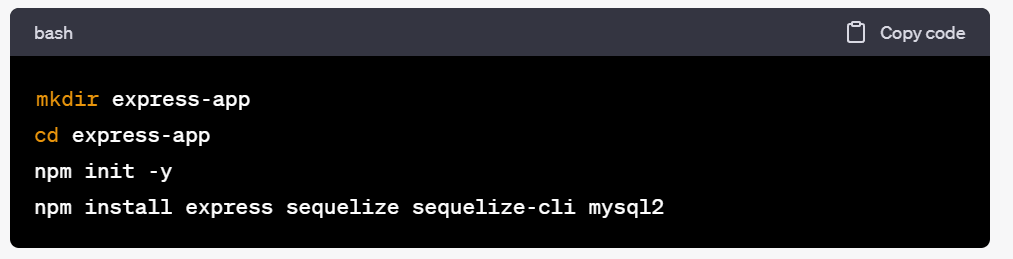 bash Copy code
mkdir express-app
cd express-app
npm init -y
npm install express sequelize sequelize-cli mysql2